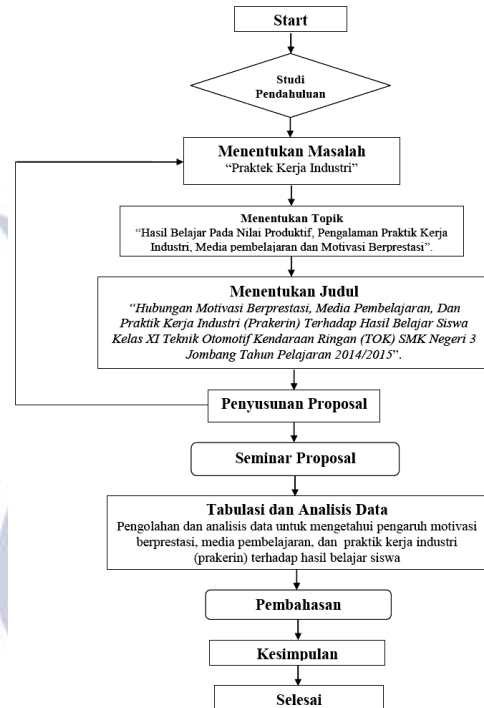 Start
Studi
Pendahuluan
Menentukan Masalah
“Praktek Kerja Industri”
Menentukan Topik
“Hasil Belajar Pada Nilai Produktif, Pengalaman Praktik Kerja
Industri, Media pembelajaran dan Motivasi Berprestasi”.
Menentukan Judul
“Hubungan Motivasi Berprestasi, Media Pembelajaran, Dan
Praktik Kerja Industri (Prakerin) Terhadap Hasil Belajar Siswa
Kelas XI Teknik Otomotif Kendaraan Ringan (TOK) SMK Negeri 3
Jombang Tahun Pelajaran 2014/2015”.
Penyusunan Proposal
Seminar Proposal
Tabulasi dan Analisis Data
Pengolahan dan analisis data untuk mengetahui pengaruh motivasi
berprestasi, media pembelajaran, dan praktik kerja industri
(prakerin) terhadap hasil belajar siswa
Pembahasan
Kesimpulan
Selesai